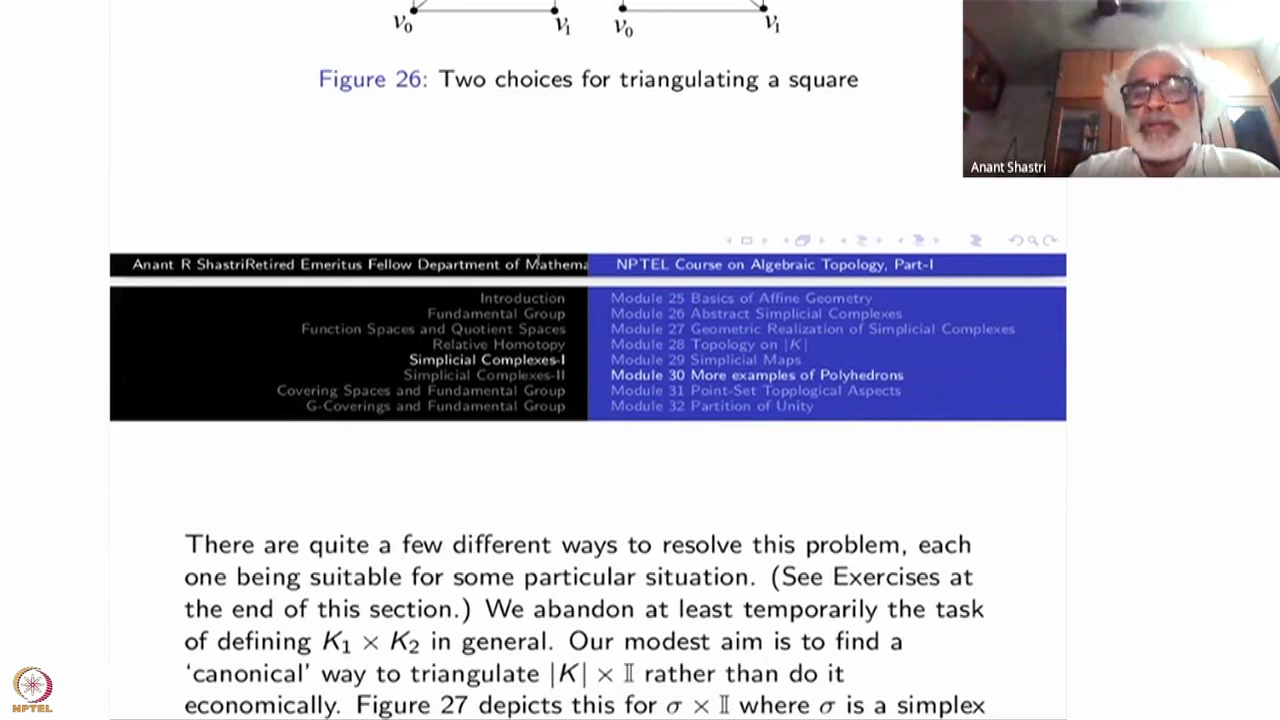 v0 v1 v0 v1
Figure 26: Two choices for triangulating a square
Anant Shastri
Anant R ShastriRetired Emeritus Fellow Department of Mathema
NPTEL Course on Algebraic Topology, Part-I
Introduction
Fundamental Group
Function Spaces and Quotient Spaces
Relative Homotopy
Simplicial Complexes-I
Simplicial Complexes-II
Covering Spaces and Fundamental Group
G-Coverings and Fundamental Group
Module 25 Basics of Affine Geometry
Module 26 Abstract Simplicial Complexes
Module 27 Geometric Realization of Simplicial Complexes
Module 28 Topology on |K|
Module 29 Simplicial Maps
Module 30 More examples of Polyhedrons
Module 31 Point-Set Topplogical Aspects
Module 32 Partition of Unity
There are quite a few different ways to resolve this problem, each
one being suitable for some particular situation. (See Exercises at
the end of this section.) We abandon at least temporarily the task
of defining K₁ × K₂ in general. Our modest aim is to find a
‘canonical’ way to triangulate |K| × 𝕀 rather than do it
economically. Figure 27 depicts this for σ × 𝕀 where σ is a simplex
NPTEL